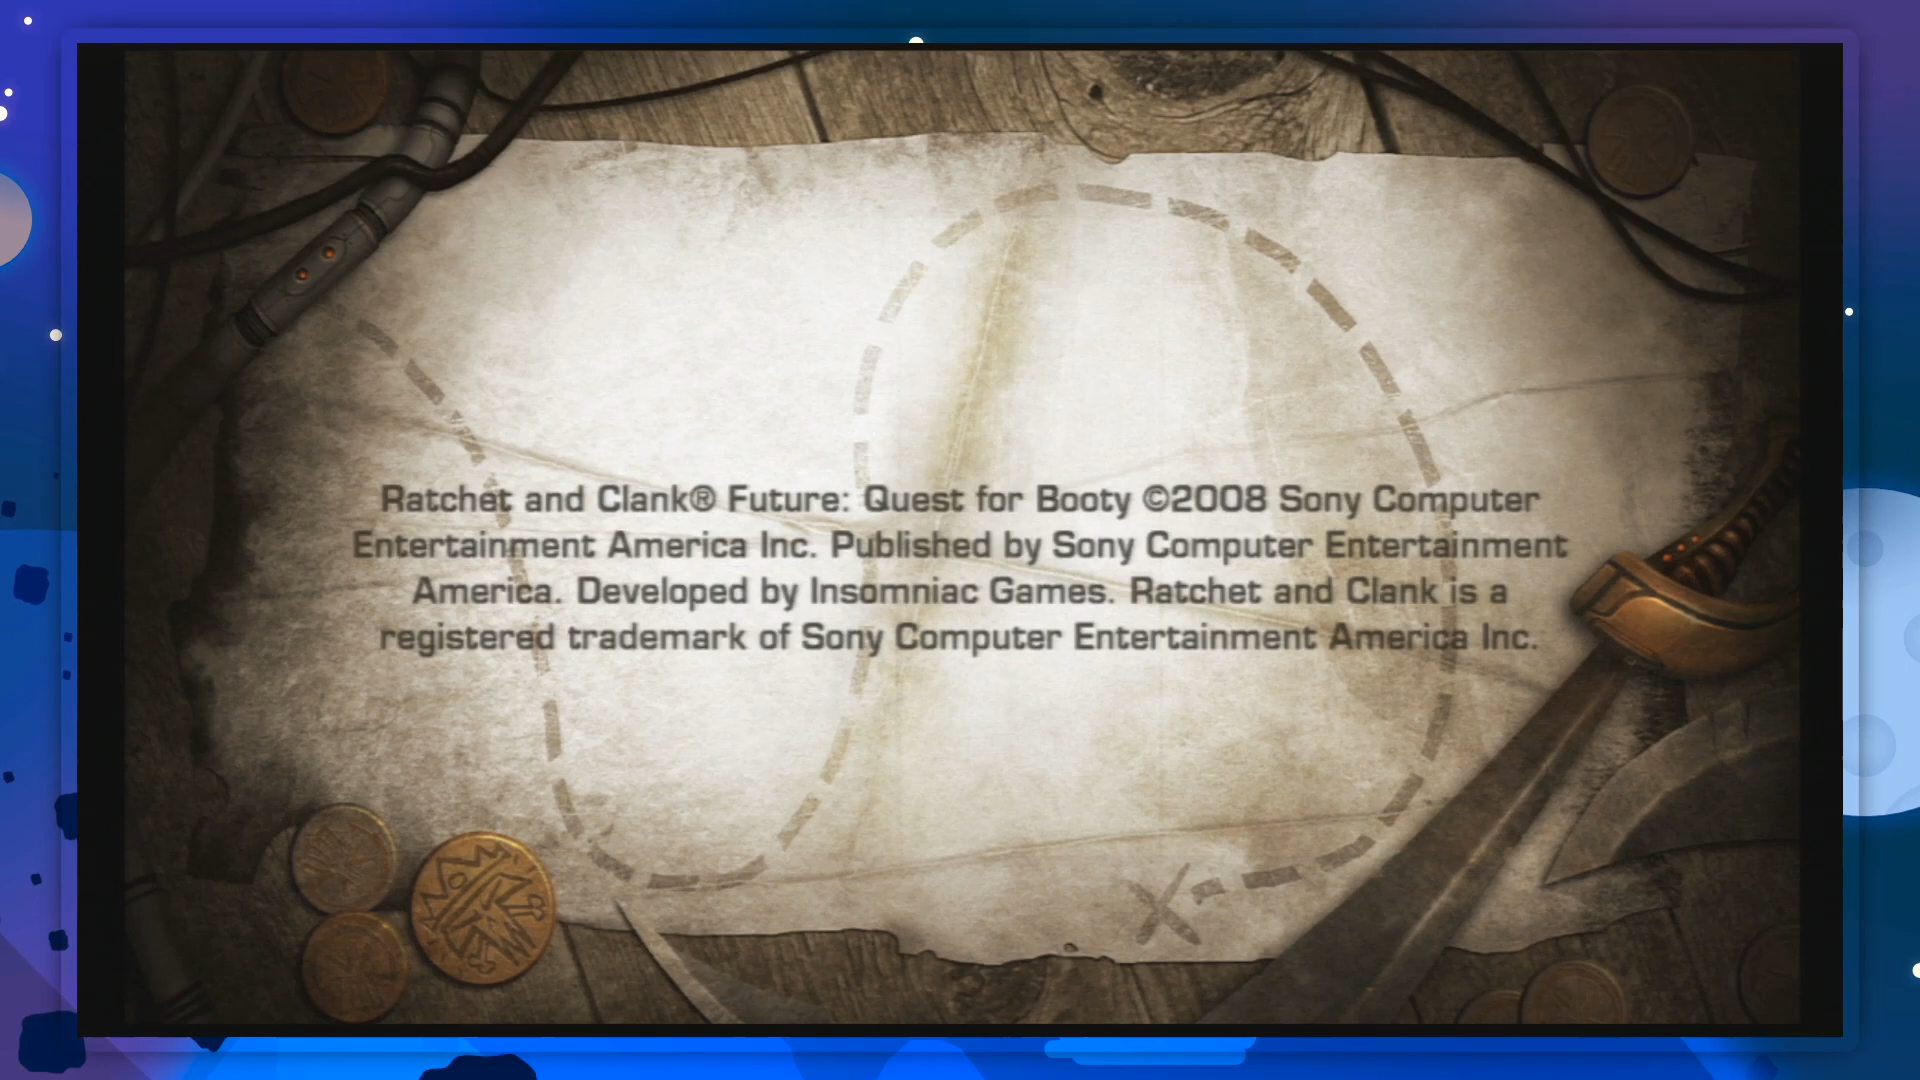 Ratchet and Clank® Future: Quest for Booty ©2008 Sony Computer
Entertainment America Inc. Published by Sony Computer Entertainment
America. Developed by Insomniac Games. Ratchet and Clank is a
registered trademark of Sony Computer Entertainment America Inc.